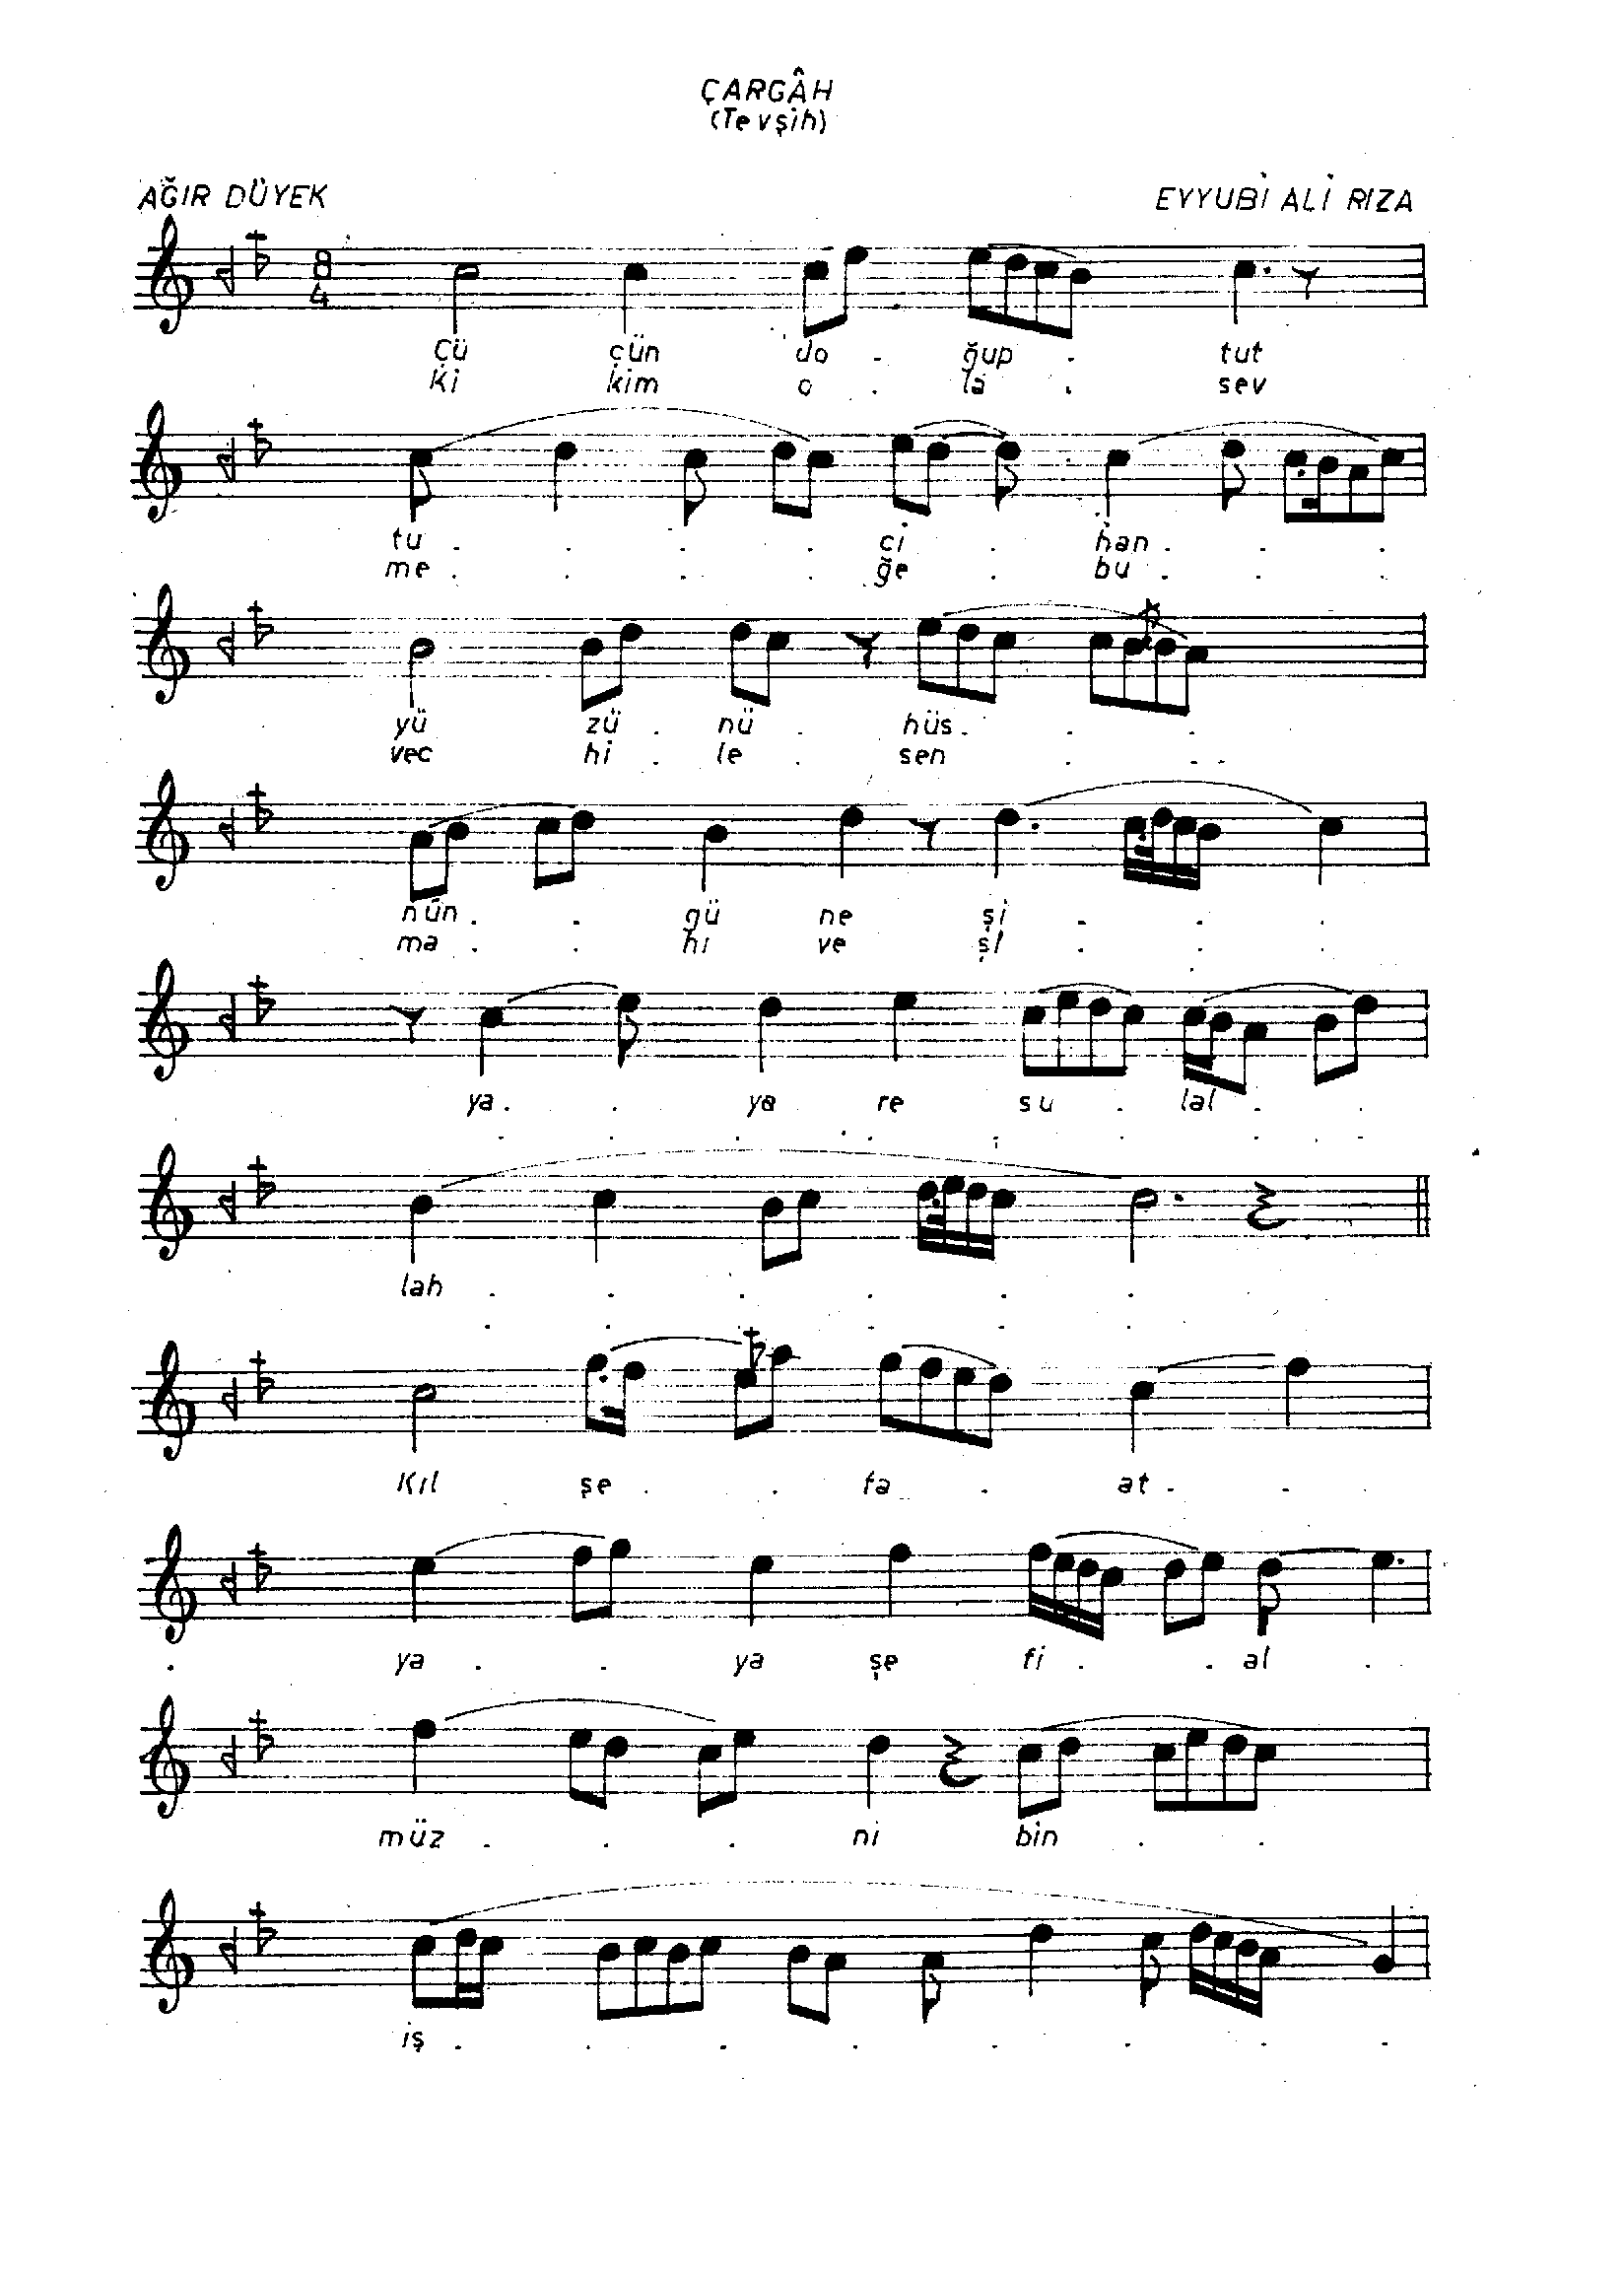 ÇARGÂH
(Tevşih)
AĞIR DÜYEK EYYUBİ ALİ RIZA
8
4
Çü çün do - ğup . tut
Ki kim o . la . sev
tu . . . . ci . han . . .
me . . . . ğe . bu . . .
yü zü . nü . hüs . . .
vec hi . le . sen . . .
nün . . gü ne şi . . .
ma . . hı ve şi . . .
ya . . ya re su . lal . .
lah . . . . . .
Kıl şe . . fa . at . .
. ya . . ya şe fi . . al .
müz . . . ni bin . .
iş . . . . . . . .